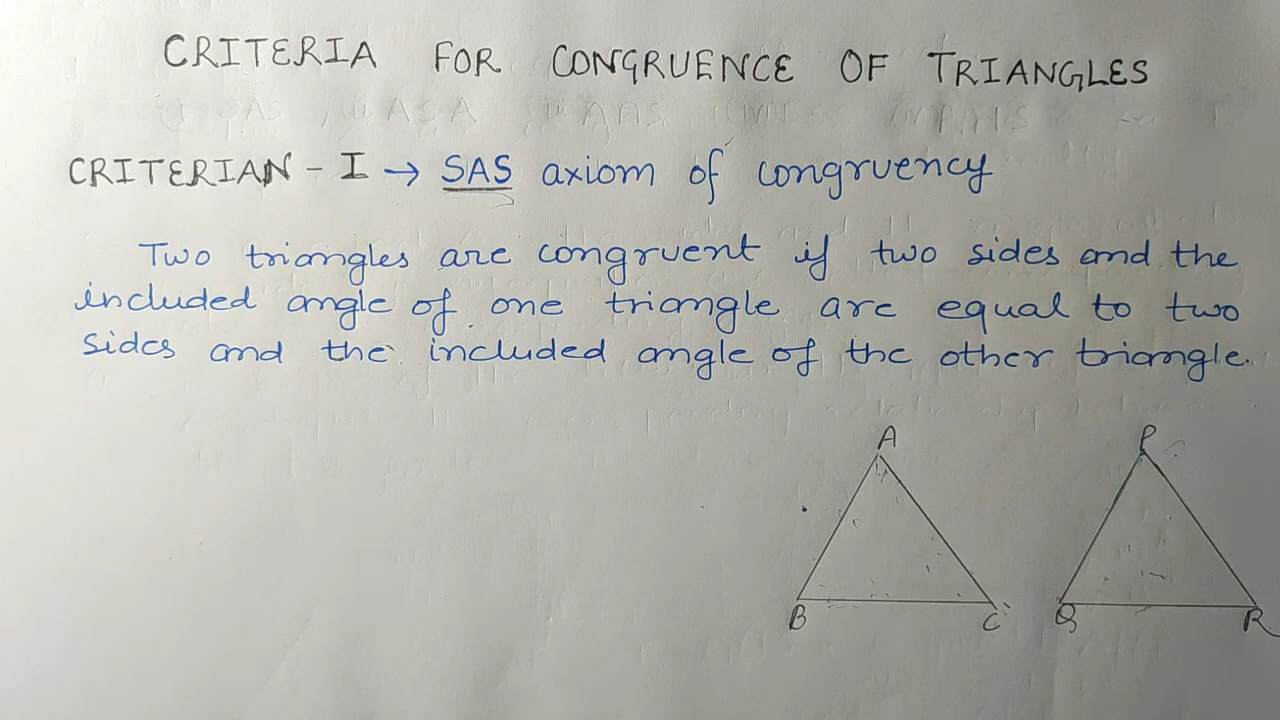 CRITERIA FOR CONGRUENCE OF TRIANGLES
CRITERIAN - I → SAS axiom of congruency
Two triangles are congruent if two sides and the
included angle of one triangle are equal to two
sides and the included angle of the other triangle.
A P
B C Q R